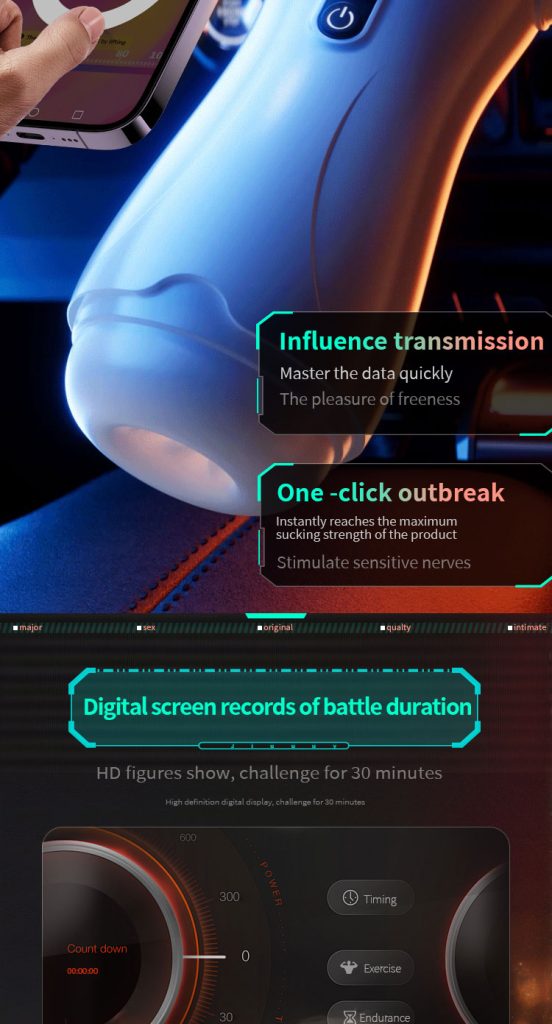 by lifting
80
Influence transmission
Master the data quickly
The pleasure of freeness
One -click outbreak
Instantly reaches the maximum
sucking strength of the product
Stimulate sensitive nerves
major
sex
original
qualty
intimate
Digital screen records of battle duration
HD figures show, challenge for 30 minutes
High definition digital display, challenge for 30 minutes
600
POWER
300
Timing
Count down
0
00:00:00
Exercise
30
Endurance